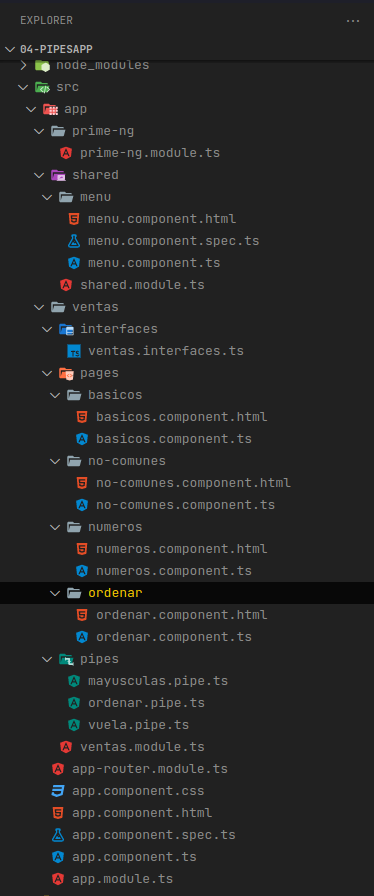 EXPLORER
04-PIPESAPP
node_modules
src
app
prime-ng
prime-ng.module.ts
shared
menu
menu.component.html
menu.component.spec.ts
menu.component.ts
shared.module.ts
ventas
interfaces
ventas.interfaces.ts
pages
basicos
basicos.component.html
basicos.component.ts
no-comunes
no-comunes.component.html
no-comunes.component.ts
numeros
numeros.component.html
numeros.component.ts
ordenar
ordenar.component.html
ordenar.component.ts
pipes
mayusculas.pipe.ts
ordenar.pipe.ts
vuela.pipe.ts
ventas.module.ts
app-router.module.ts
app.component.css
app.component.html
app.component.spec.ts
app.component.ts
app.module.ts